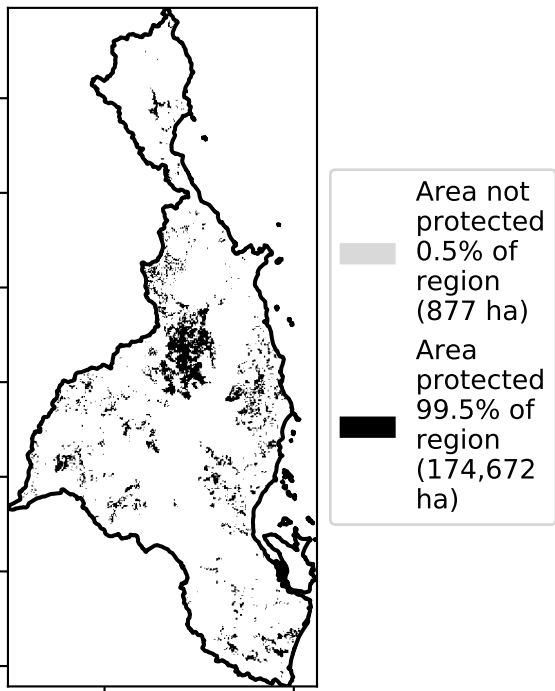 Area not
protected
0.5% of
region
(877 ha)
Area
protected
99.5% of
region
(174,672
ha)